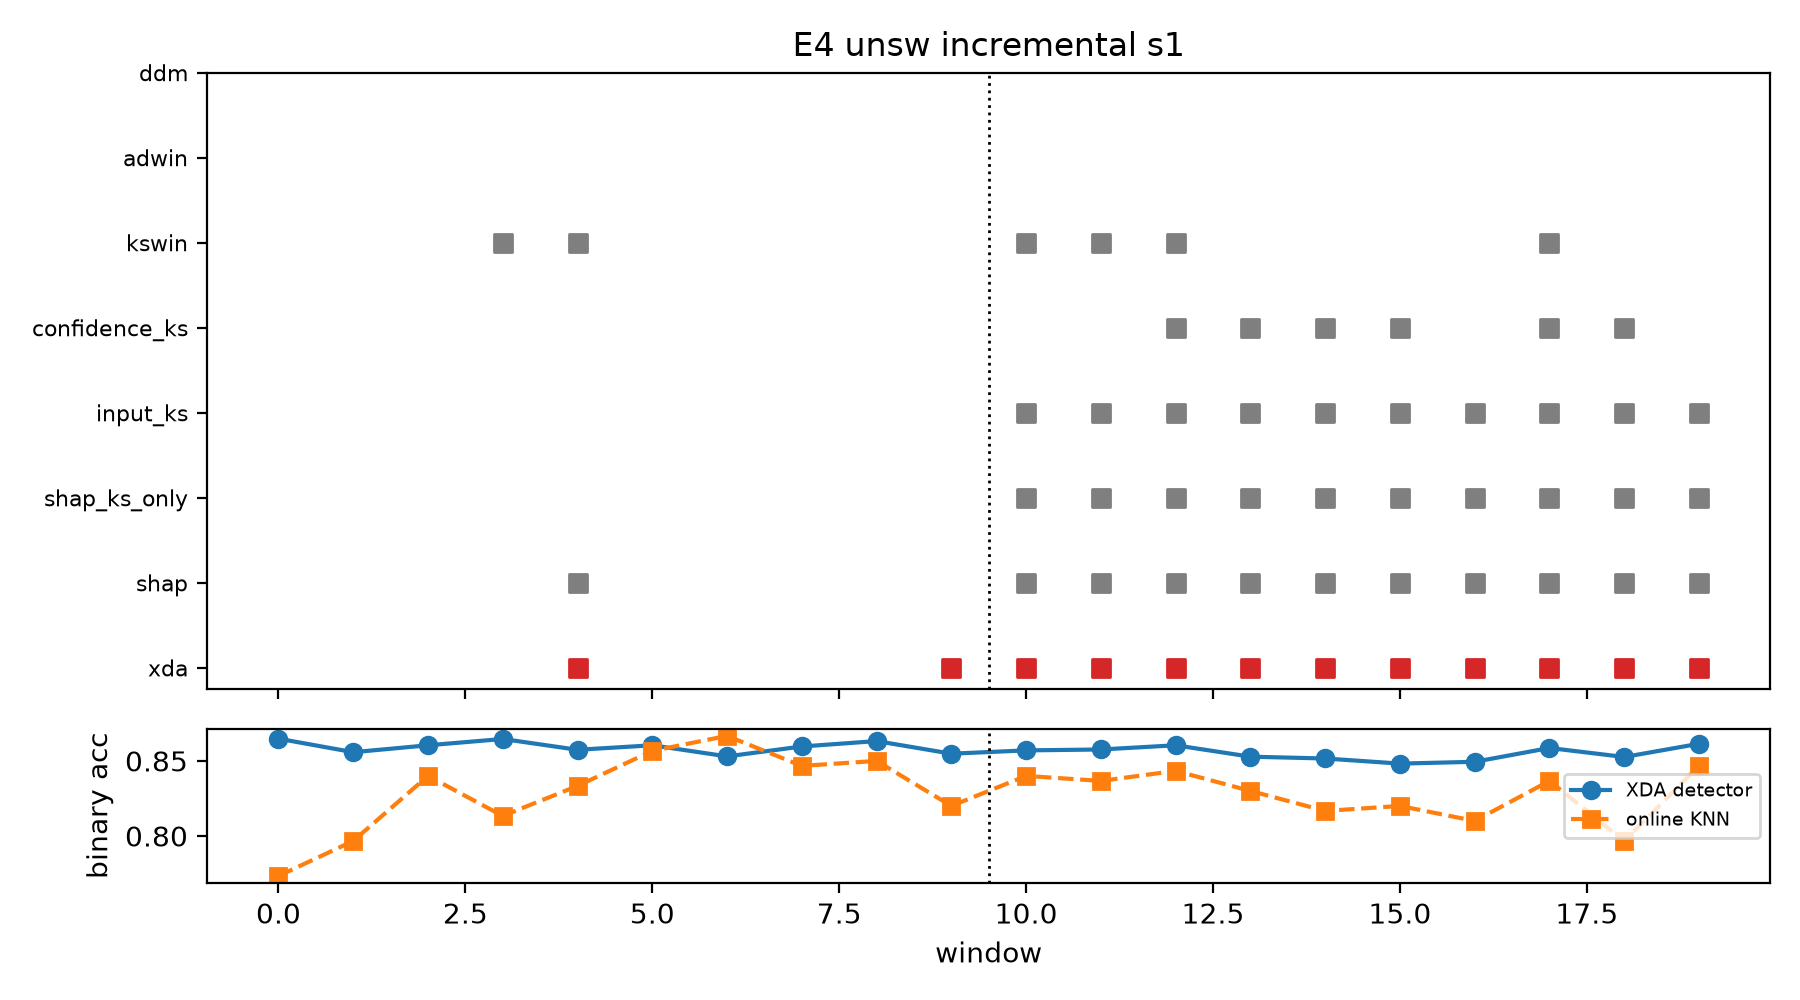 E4 unsw incremental s1
ddm
adwin
kswin
confidence_ks
input_ks
shap_ks_only
shap
xda
binary acc
0.85
0.80
XDA detector
online KNN
0.0 2.5 5.0 7.5 10.0 12.5 15.0 17.5
window